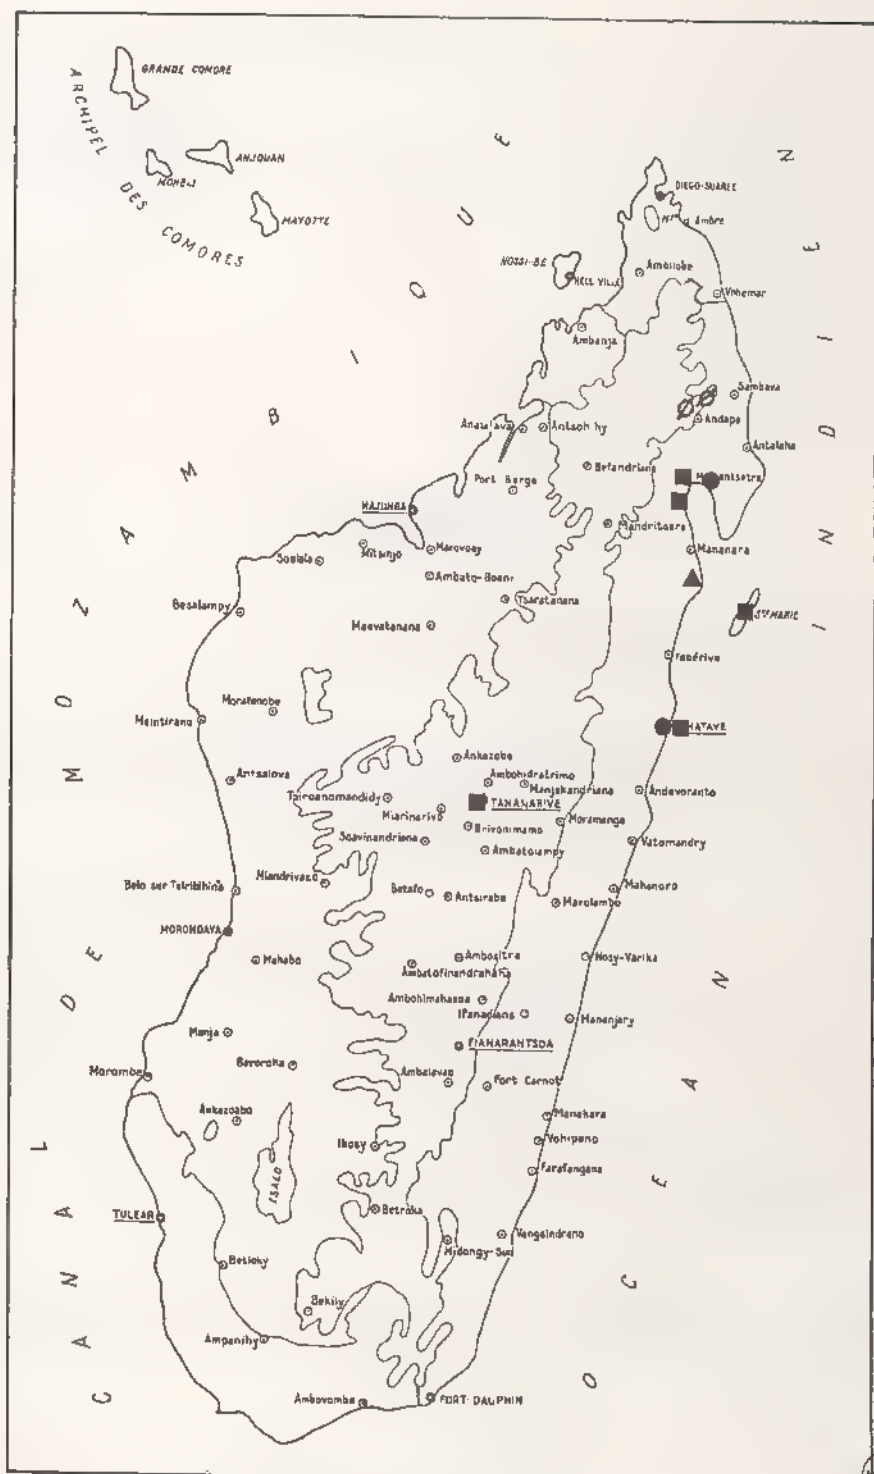 GRANDE COMORE
ARCHIPEL DES COMORES
ANJOUAN
MOHELI
MAYOTTE
CANAL DE MOZAMBIQUE
OCEAN INDIEN
DIEGO-SUAREZ
Ambre
NOSSI-BE
HELL VILLE
Ambilobe
Vohemar
Ambanja
Sambava
Andapa
Analalava
Antsohihy
Antalaha
Befandriana
Port Berge
Maroantsetra
MAJUNGA
Mandritsara
Mananara
Soalala
Mitsinjo
Marovoay
Ambato-Boeni
Tsaratanana
Besalampy
Maevatanana
Ste MARIE
Fénérive
Morafenobe
Maintirano
TAMATAVE
Ankazobe
Antsalova
Ambohidratrimo
Manjakandriana
Andevoranto
Tsiroanomandidy
TANANARIVE
Miarinarivo
Moramanga
Arivonimamo
Soavinandriana
Vatomandry
Ambatolampy
Miandrivazo
Belo sur Tsiribihina
Betafo
Antsirabe
Mahanoro
Marolambo
MORONDAVA
Mahabo
Ambositra
Nosy-Varika
Ambatofinandrahana
Ambohimahasoa
Ifanadiana
Mananjary
Manja
FIANARANTSOA
Beroroha
Morombe
Ambalavao
Fort Carnot
Ankazoabo
Manakara
Ihosy
Vohipeno
Farafangana
ISALO
TULEAR
Betroka
Vangaindrano
Midongy-Sud
Betioky
Bekily
Ampanihy
Ambovombe
FORT-DAUPHIN